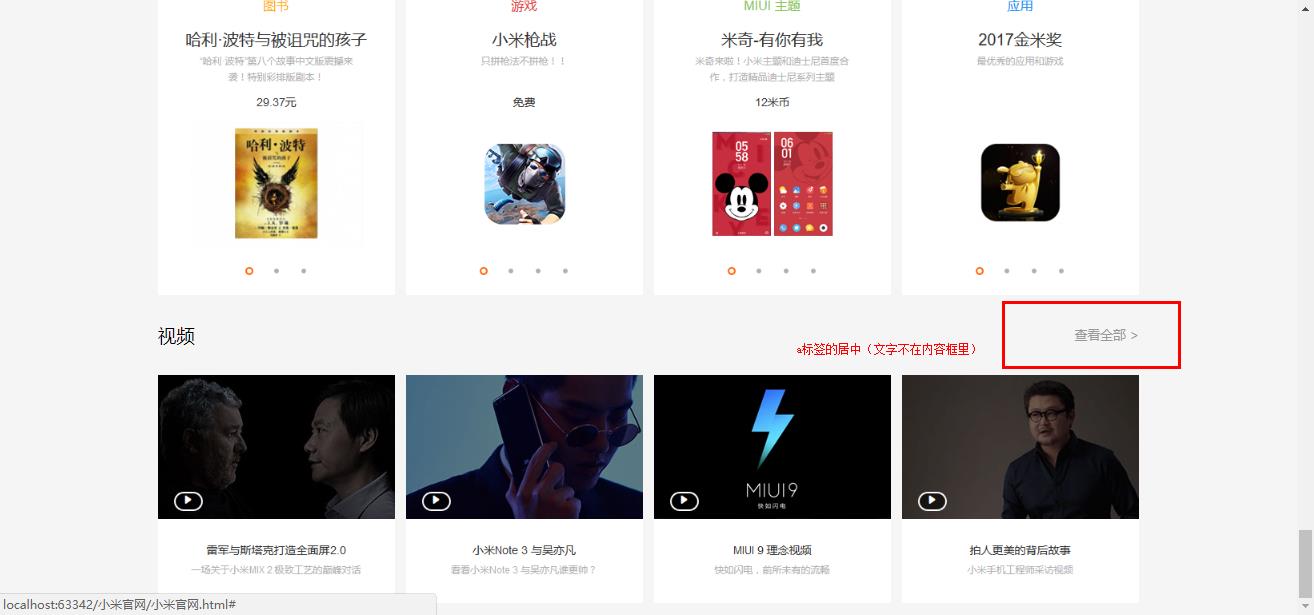 图书
哈利·波特与被诅咒的孩子
"哈利·波特"第八个故事中文版震撼来
袭！特别彩排版剧本！
29.37元
哈利·波特
游戏
小米枪战
只拼枪法不拼枪！！
免费
MIUI 主题
米奇-有你有我
米奇来啦！小米主题和迪士尼首度合
作，打造精品迪士尼系列主题
12米币
05
58
06
01
应用
2017金米奖
最优秀的应用和游戏
视频
a标签的居中（文字不在内容框里）
查看全部 >
MIUI9
快如闪电
雷军与斯塔克打造全面屏2.0
一场关于小米MIX 2 极致工艺的巅峰对话
小米Note 3 与吴亦凡
看看小米Note 3 与吴亦凡谁更帅？
MIUI 9 理念视频
快如闪电，前所未有的流畅
拍人更美的背后故事
小米手机工程师采访视频
localhost:63342/小米官网/小米官网.html#